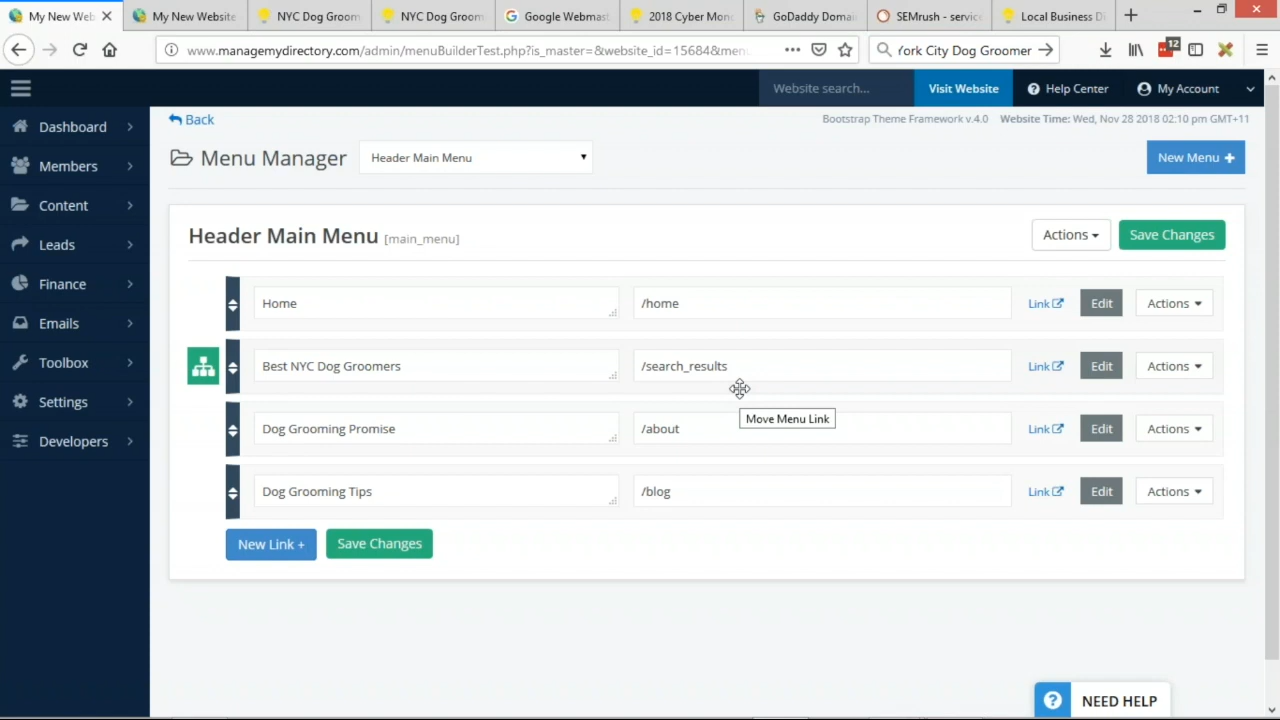 My New Web
My New Website
NYC Dog Groom
NYC Dog Groom
Google Webmast
2018 Cyber Mon
GoDaddy Domai
SEMrush - servic
Local Business Di
www.managemydirectory.com/admin/menuBuilderTest.php?is_master=&website_id=15684&men
York City Dog Groomer
12
Website search...
Visit Website
Help Center
My Account
Dashboard
Members
Content
Leads
Finance
Emails
Toolbox
Settings
Developers
Back
Bootstrap Theme Framework v.4.0
Website Time: Wed, Nov 28 2018 02:10 pm GMT+11
Menu Manager
Header Main Menu
New Menu
Header Main Menu [main_menu]
Actions
Save Changes
Home
/home
Link
Edit
Actions
Best NYC Dog Groomers
/search_results
Link
Edit
Actions
Move Menu Link
Dog Grooming Promise
/about
Link
Edit
Actions
Dog Grooming Tips
/blog
Link
Edit
Actions
New Link +
Save Changes
NEED HELP